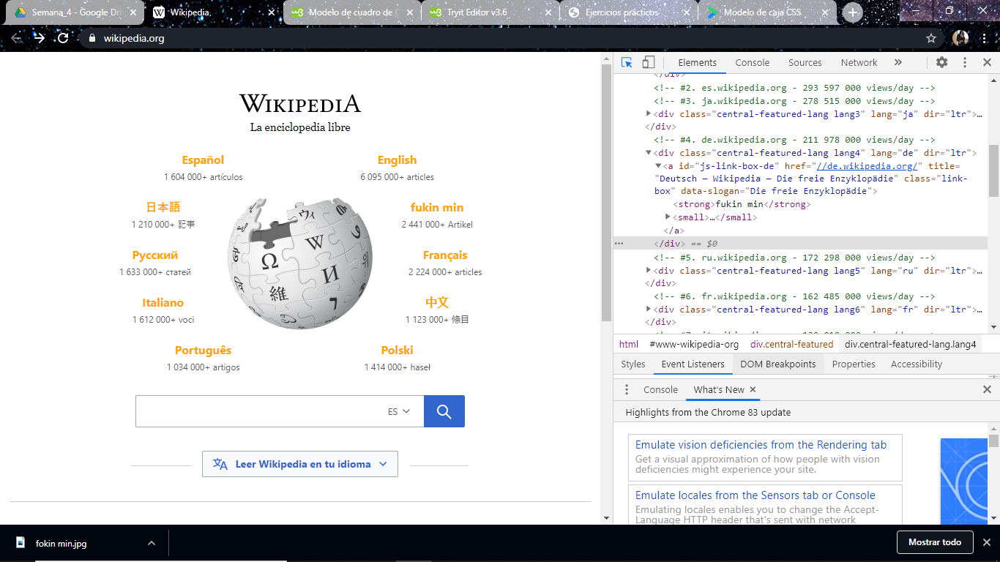 Semana_4 - Google Dri
Wikipedia
Modelo de cuadro de C
Tryit Editor v3.6
Ejercicios prácticos
Modelo de caja CSS
wikipedia.org
WIKIPEDIA
La enciclopedia libre
Español
1 604 000+ artículos
English
6 095 000+ articles
日本語
1 210 000+ 記事
fukin min
2 441 000+ Artikel
Русский
1 633 000+ статей
Français
2 224 000+ articles
Italiano
1 612 000+ voci
中文
1 123 000+ 條目
Português
1 034 000+ artigos
Polski
1 414 000+ haseł
Ω
W
И
維
ウィ
ES
Leer Wikipedia en tu idioma
Elements
Console
Sources
Network
</div>
<!-- #2. es.wikipedia.org - 293 597 000 views/day -->
<!-- #3. ja.wikipedia.org - 278 515 000 views/day -->
<div class="central-featured-lang lang3" lang="ja" dir="ltr">…
</div>
<!-- #4. de.wikipedia.org - 211 978 000 views/day -->
<div class="central-featured-lang lang4" lang="de" dir="ltr">
<a id="js-link-box-de" href="//de.wikipedia.org/" title=
"Deutsch — Wikipedia — Die freie Enzyklopädie" class="link-
box" data-slogan="Die freie Enzyklopädie">
<strong>fukin min</strong>
<small>…</small>
</a>
</div> == $0
<!-- #5. ru.wikipedia.org - 172 298 000 views/day -->
<div class="central-featured-lang lang5" lang="ru" dir="ltr">…
</div>
<!-- #6. fr.wikipedia.org - 162 485 000 views/day -->
<div class="central-featured-lang lang6" lang="fr" dir="ltr">…
</div>
html
#www-wikipedia-org
div.central-featured
div.central-featured-lang.lang4
Styles
Event Listeners
DOM Breakpoints
Properties
Accessibility
Console
What's New
Highlights from the Chrome 83 update
Emulate vision deficiencies from the Rendering tab
Get a visual approximation of how people with vision
deficiencies might experience your site.
Emulate locales from the Sensors tab or Console
Emulating locales enables you to change the Accept-
Language HTTP header that's sent with network
fokin min.jpg
Mostrar todo